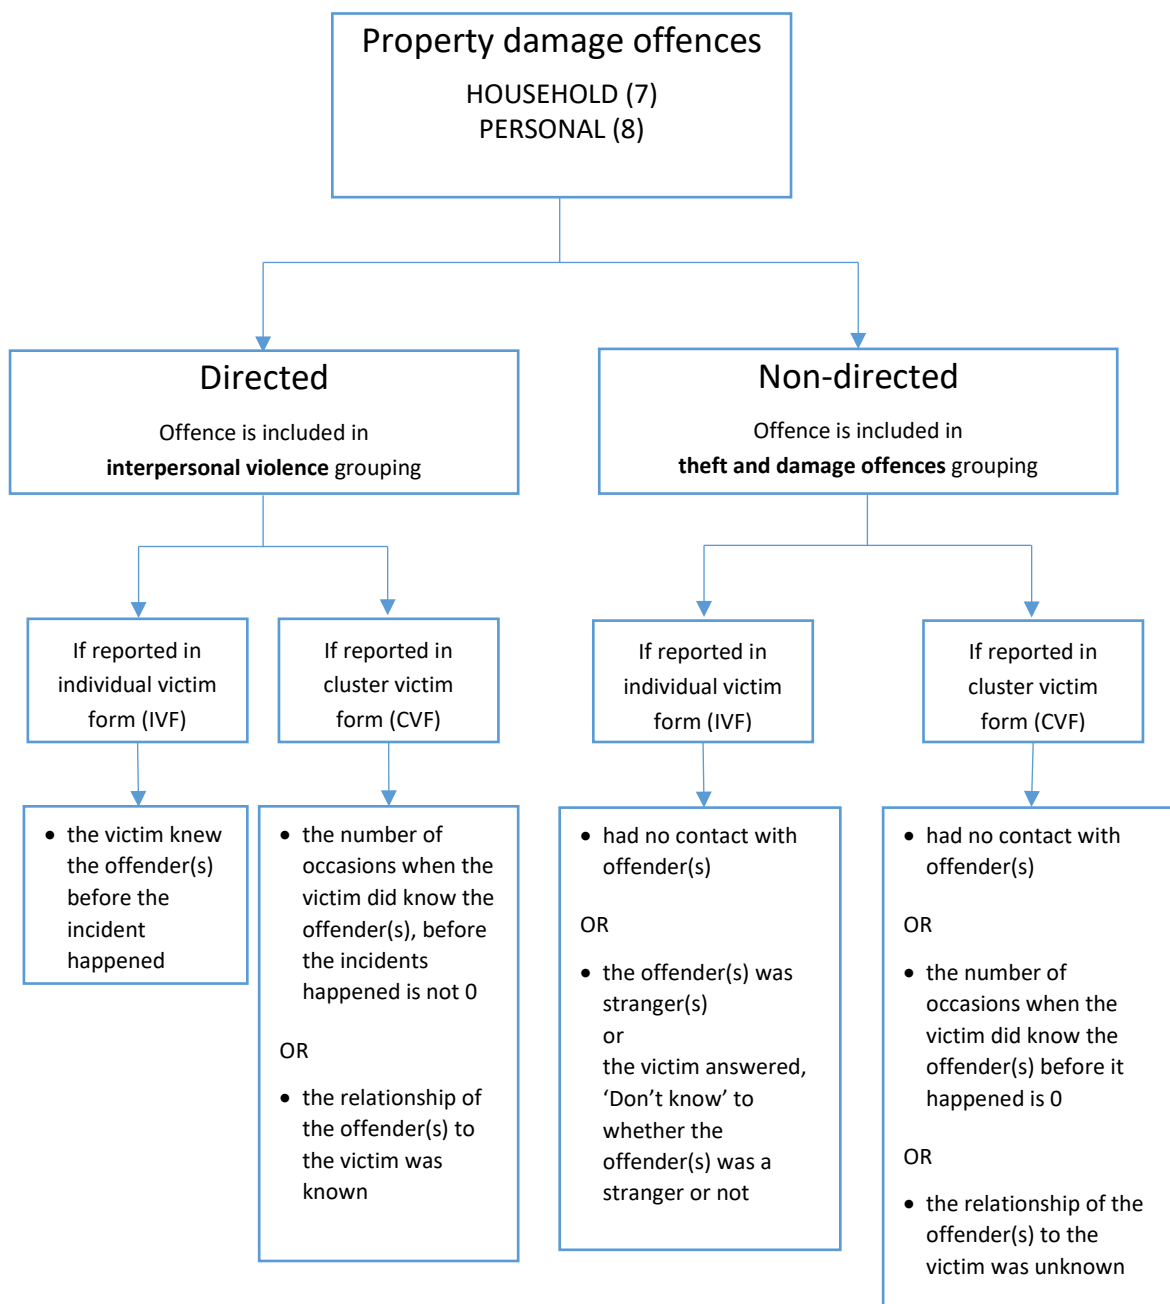 Property damage offences
HOUSEHOLD (7)
PERSONAL (8)
Directed
Offence is included in
interpersonal violence grouping
Non-directed
Offence is included in
theft and damage offences grouping
If reported in
individual victim
form (IVF)
If reported in
cluster victim
form (CVF)
If reported in
individual victim
form (IVF)
If reported in
cluster victim
form (CVF)
• the victim knew
the offender(s)
before the
incident
happened
• the number of
occasions when the
victim did know the
offender(s), before
the incidents
happened is not 0
OR
• the relationship of
the offender(s) to
the victim was
known
• had no contact with
offender(s)
OR
• the offender(s) was
stranger(s)
or
the victim answered,
‘Don’t know’ to
whether the
offender(s) was a
stranger or not
• had no contact with
offender(s)
OR
• the number of
occasions when the
victim did know the
offender(s) before it
happened is 0
OR
• the relationship of the
offender(s) to the
victim was unknown